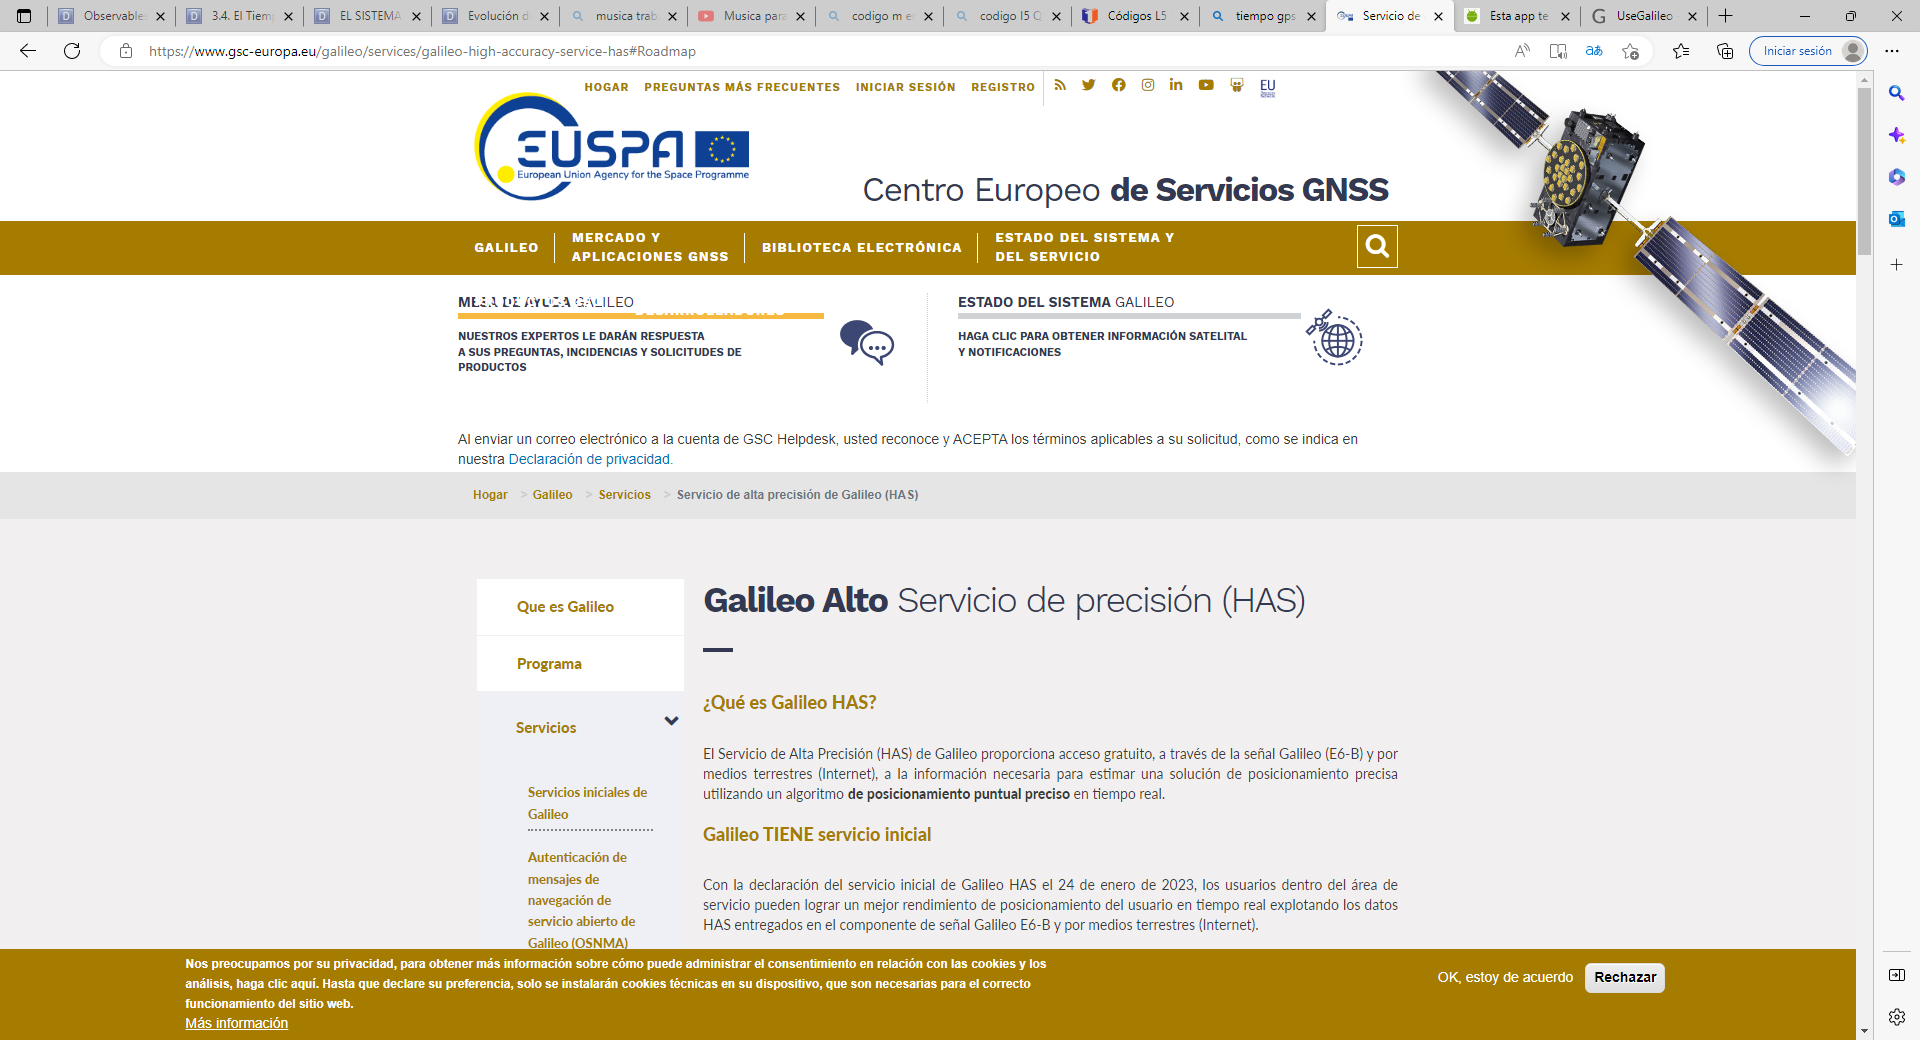 Observables
3.4. El Tiemp
EL SISTEMA
Evolución d
musica trab
Musica para
codigo m e
codigo I5 Q
Códigos L5
tiempo gps
Servicio de
Esta app te
UseGalileo
https://www.gsc-europa.eu/galileo/services/galileo-high-accuracy-service-has#Roadmap
Iniciar sesión
HOGAR PREGUNTAS MÁS FRECUENTES INICIAR SESIÓN REGISTRO
EU
EUSPA
European Union Agency for the Space Programme
Centro Europeo de Servicios GNSS
GALILEO
MERCADO Y
APLICACIONES GNSS
BIBLIOTECA ELECTRÓNICA
ESTADO DEL SISTEMA Y
DEL SERVICIO
MESA DE AYUDA GALILEO
NUESTROS EXPERTOS LE DARÁN RESPUESTA
A SUS PREGUNTAS, INCIDENCIAS Y SOLICITUDES DE
PRODUCTOS
ESTADO DEL SISTEMA GALILEO
HAGA CLIC PARA OBTENER INFORMACIÓN SATELITAL
Y NOTIFICACIONES
Al enviar un correo electrónico a la cuenta de GSC Helpdesk, usted reconoce y ACEPTA los términos aplicables a su solicitud, como se indica en
nuestra Declaración de privacidad.
Hogar > Galileo > Servicios > Servicio de alta precisión de Galileo (HAS)
Que es Galileo
Programa
Servicios
Servicios iniciales de
Galileo
Autenticación de
mensajes de
navegación de
servicio abierto de
Galileo (OSNMA)
Galileo Alto Servicio de precisión (HAS)
¿Qué es Galileo HAS?
El Servicio de Alta Precisión (HAS) de Galileo proporciona acceso gratuito, a través de la señal Galileo (E6-B) y por
medios terrestres (Internet), a la información necesaria para estimar una solución de posicionamiento precisa
utilizando un algoritmo de posicionamiento puntual preciso en tiempo real.
Galileo TIENE servicio inicial
Con la declaración del servicio inicial de Galileo HAS el 24 de enero de 2023, los usuarios dentro del área de
servicio pueden lograr un mejor rendimiento de posicionamiento del usuario en tiempo real explotando los datos
HAS entregados en el componente de señal Galileo E6-B y por medios terrestres (Internet).
Nos preocupamos por su privacidad, para obtener más información sobre cómo puede administrar el consentimiento en relación con las cookies y los
análisis, haga clic aquí. Hasta que declare su preferencia, solo se instalarán cookies técnicas en su dispositivo, que son necesarias para el correcto
funcionamiento del sitio web.
Más información
OK, estoy de acuerdo
Rechazar